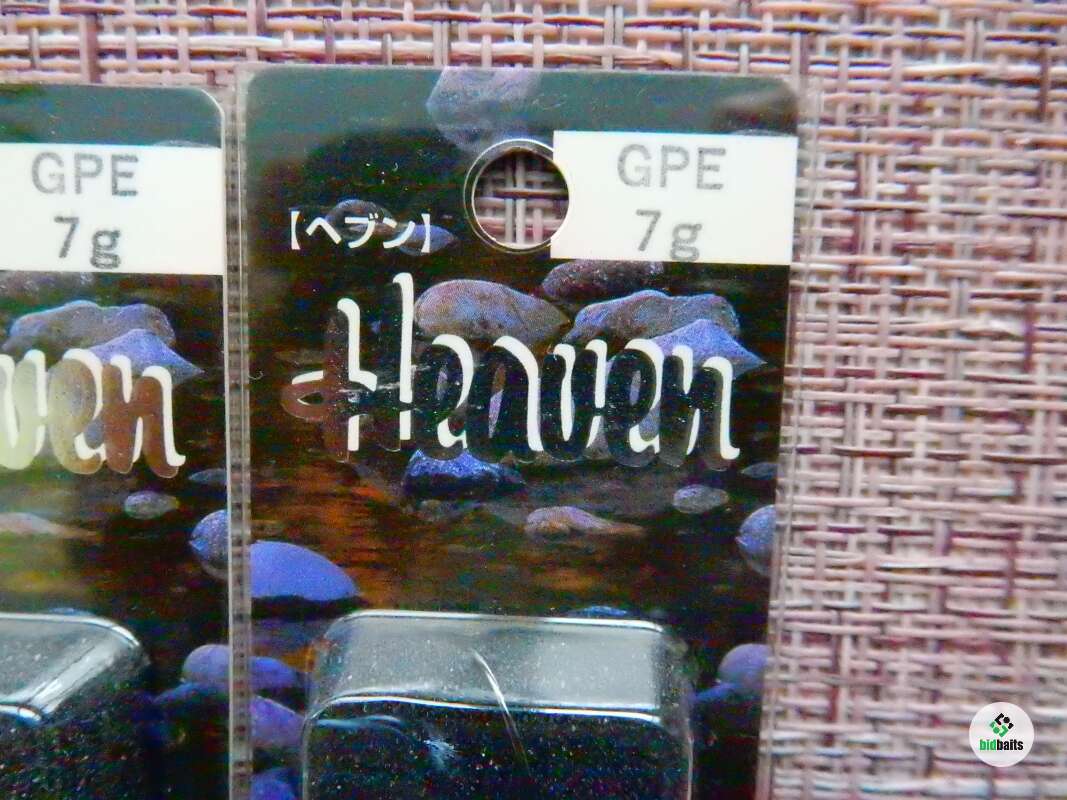 GPE
7g
GPE
7g
【ヘブン】
Heaven
bidbaits